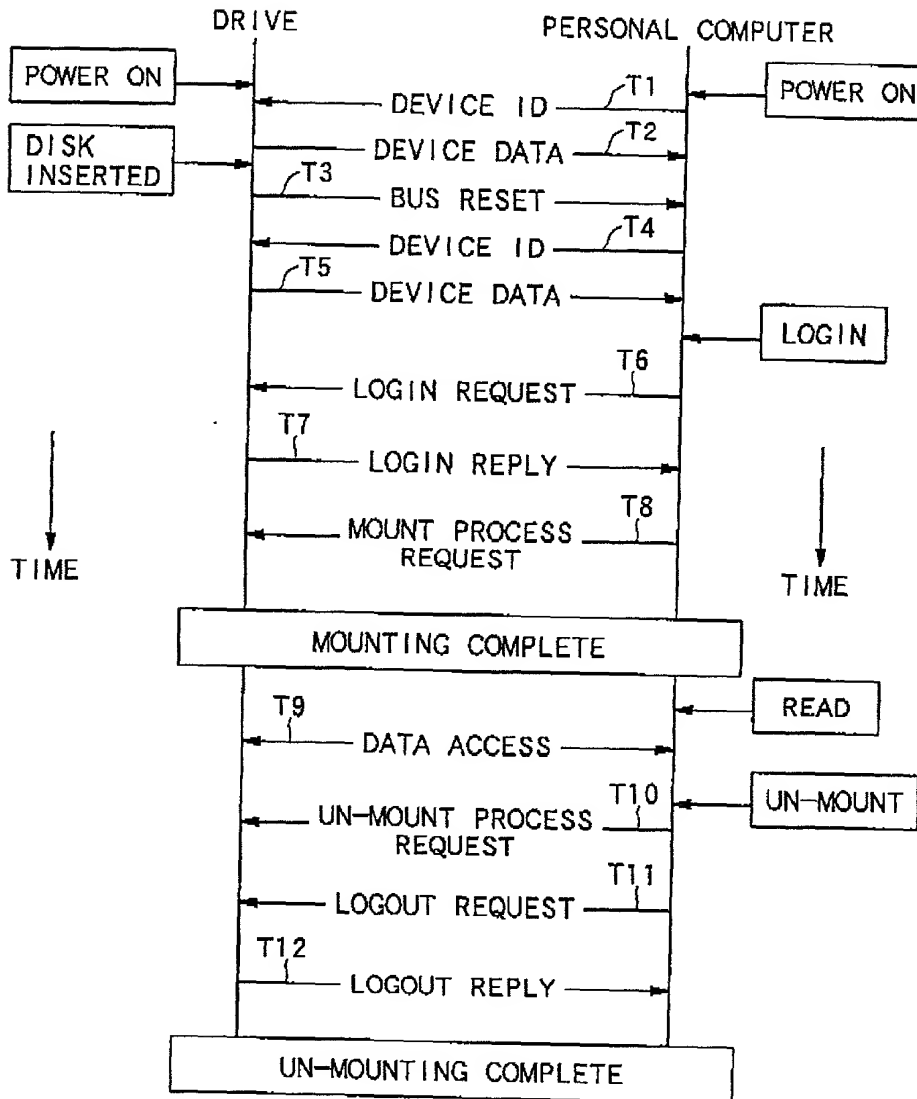 DRIVE
PERSONAL COMPUTER
POWER ON
POWER ON
T1
DEVICE ID
T2
DISK
INSERTED
DEVICE DATA
T3
BUS RESET
T4
DEVICE ID
T5
DEVICE DATA
LOGIN
T6
LOGIN REQUEST
T7
LOGIN REPLY
T8
MOUNT PROCESS
REQUEST
TIME
TIME
MOUNTING COMPLETE
READ
T9
DATA ACCESS
UN-MOUNT
T10
UN-MOUNT PROCESS
REQUEST
T11
LOGOUT REQUEST
T12
LOGOUT REPLY
UN-MOUNTING COMPLETE